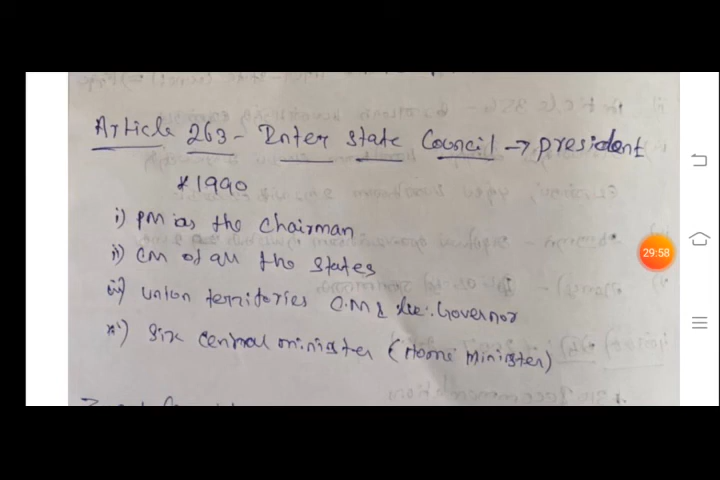 Article 263 - Inter state Council → president
* 1990
i) PM as the Chairman
ii) CM of all the states
iii) union territories C.M & Lie: Governor
iv) Six central minister (Home Minister)
29:58